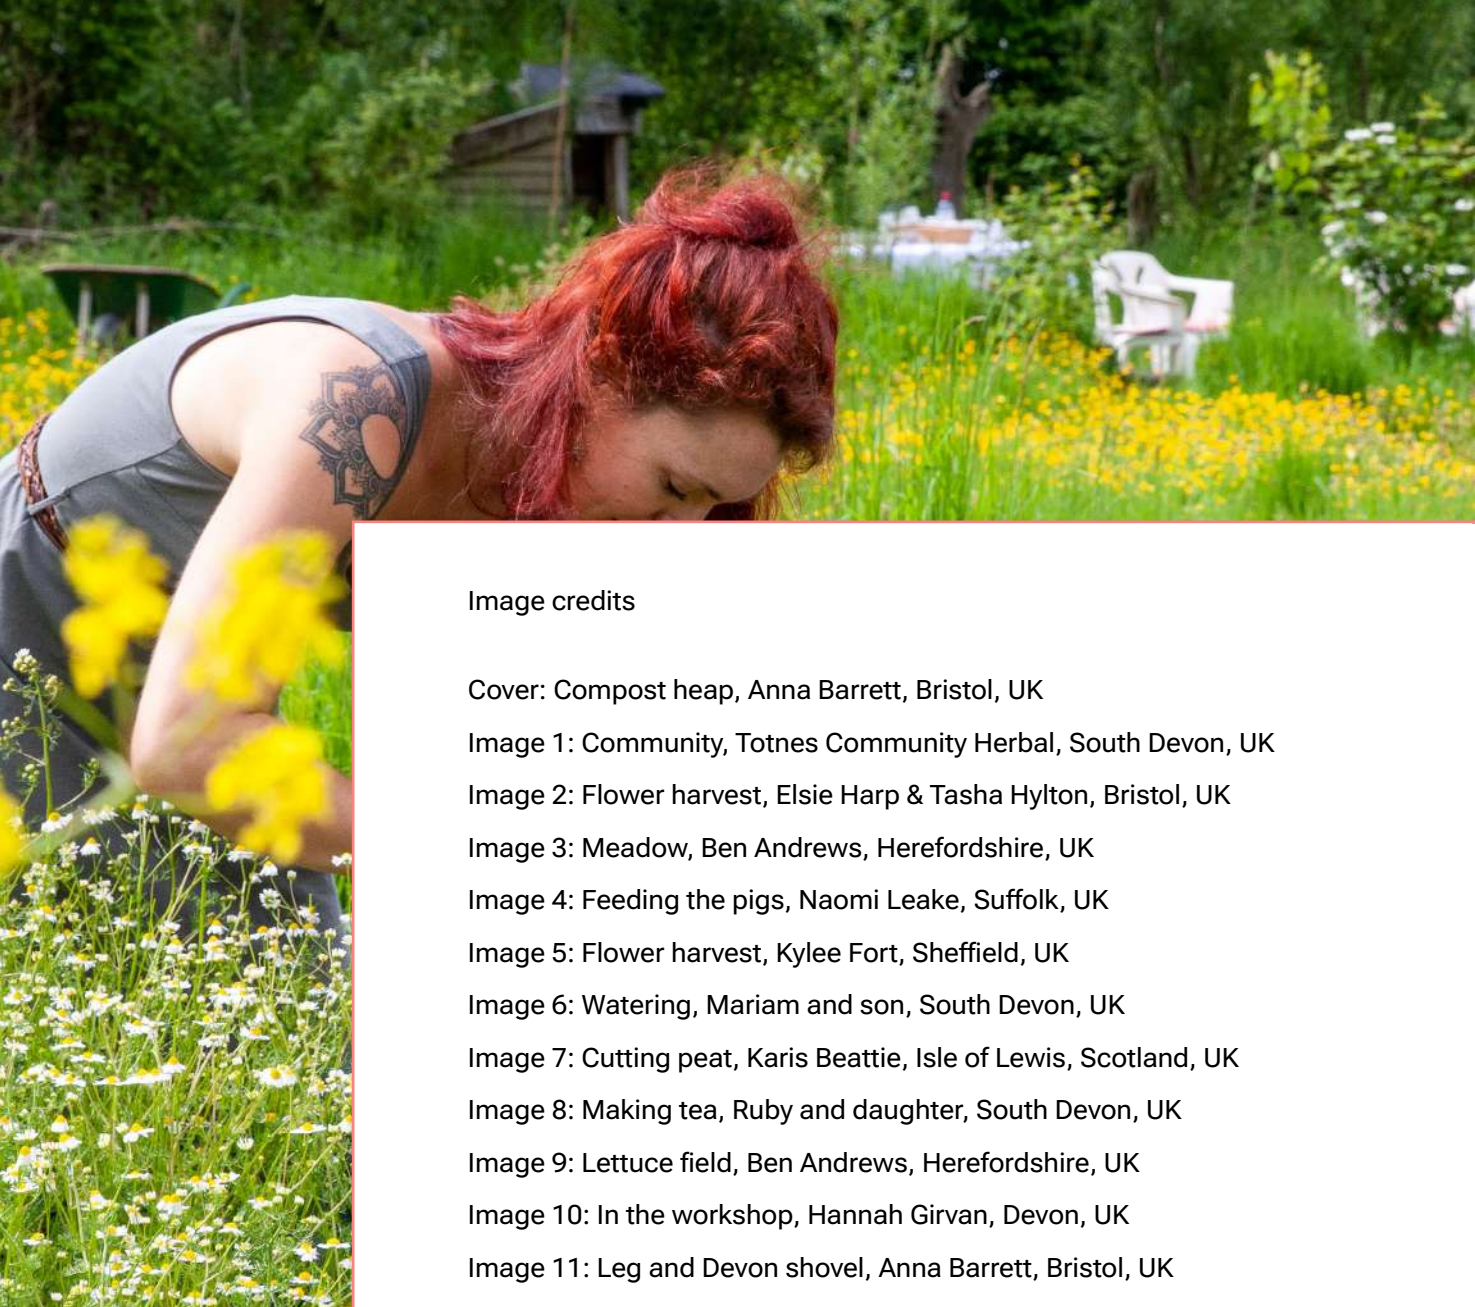 Image credits
Cover: Compost heap, Anna Barrett, Bristol, UK
Image 1: Community, Totnes Community Herbal, South Devon, UK
Image 2: Flower harvest, Elsie Harp & Tasha Hylton, Bristol, UK
Image 3: Meadow, Ben Andrews, Herefordshire, UK
Image 4: Feeding the pigs, Naomi Leake, Suffolk, UK
Image 5: Flower harvest, Kylee Fort, Sheffield, UK
Image 6: Watering, Mariam and son, South Devon, UK
Image 7: Cutting peat, Karis Beattie, Isle of Lewis, Scotland, UK
Image 8: Making tea, Ruby and daughter, South Devon, UK
Image 9: Lettuce field, Ben Andrews, Herefordshire, UK
Image 10: In the workshop, Hannah Girvan, Devon, UK
Image 11: Leg and Devon shovel, Anna Barrett, Bristol, UK